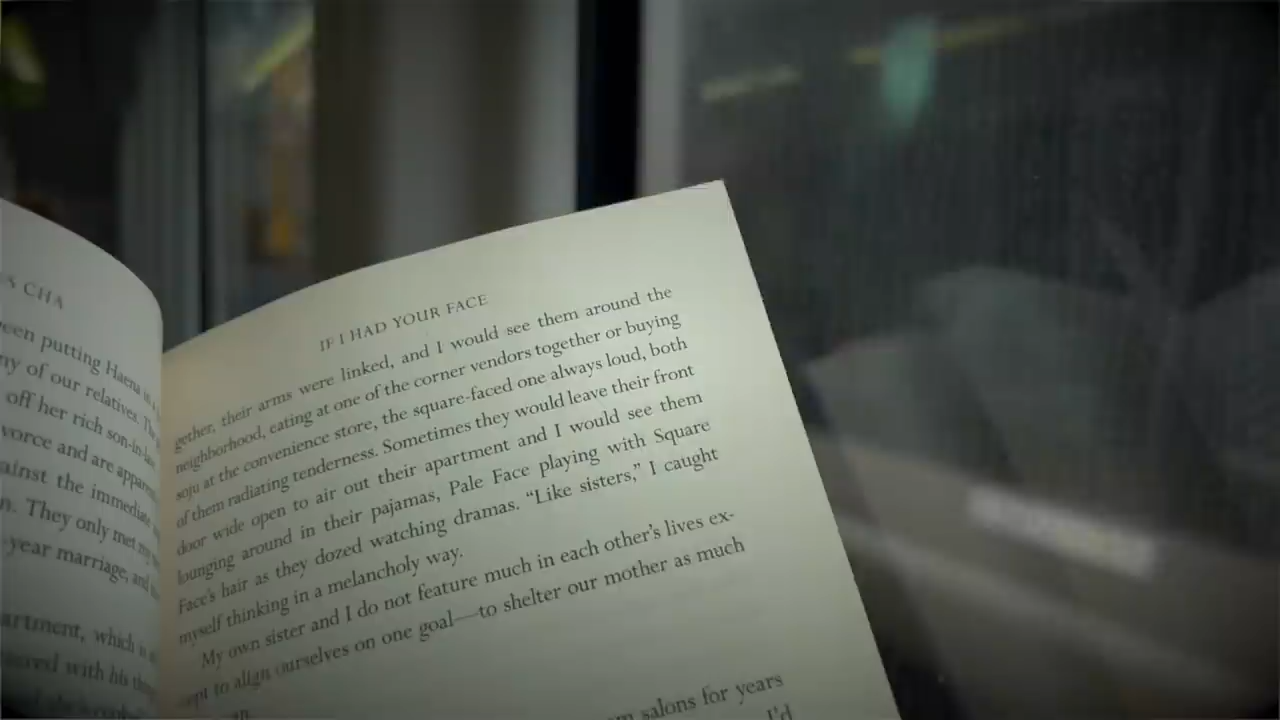 CHA
een putting Haena
ny of our relatives.
off her rich son-in-law
vorce and are
ainst the immediate
n. They only met
-year marriage, and
artment, which is
with his
IF I HAD YOUR FACE
gether, their arms were linked, and I would see them around the
neighborhood, eating at one of the corner vendors together or buying
soju at the convenience store, the square-faced one always loud, both
of them radiating tenderness. Sometimes they would leave their front
door wide open to air out their apartment and I would see them
lounging around in their pajamas, Pale Face playing with Square
Face's hair as they dozed watching dramas. “Like sisters,” I caught
myself thinking in a melancholy way.
My own sister and I do not feature much in each other's lives ex-
cept to align ourselves on one goal—to shelter our mother as much
salons for years
I'd